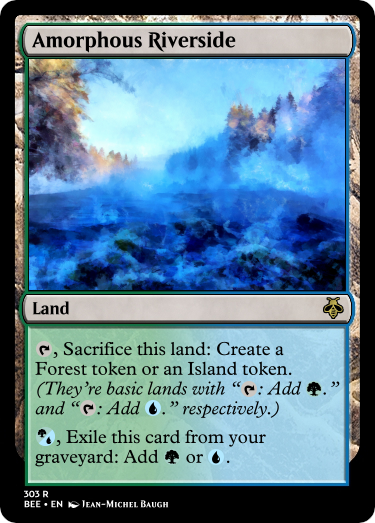 Amorphous Riverside
Land
, Sacrifice this land: Create a
Forest token or an Island token.
(They're basic lands with “: Add .”
and “: Add .” respectively.)
, Exile this card from your
graveyard: Add or .
303 R
BEE • EN Jean-Michel Baugh